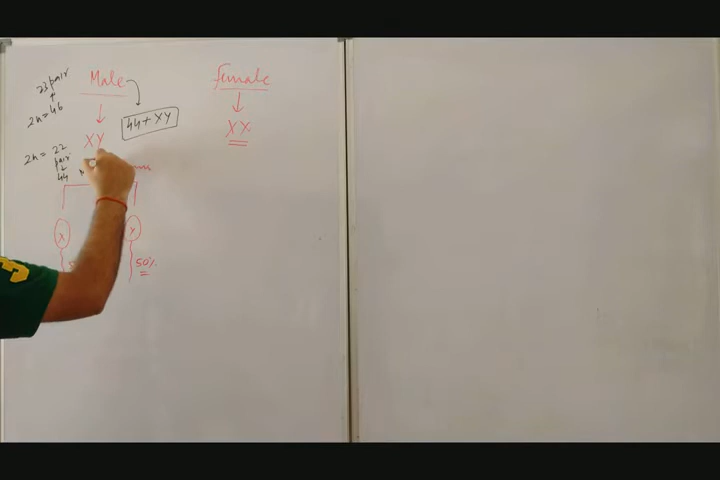 Male
Female
23 pair
2n=46
44+XY
XY
XX
2n = 22
pair
44
X
Y
50%